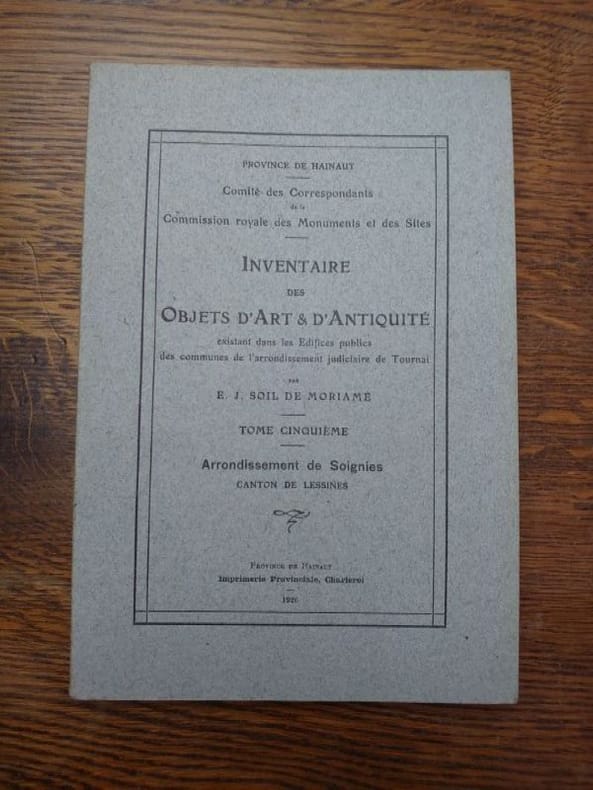 PROVINCE DE HAINAUT
Comité des Correspondants
de la
Commission royale des Monuments et des Sites
INVENTAIRE
DES
OBJETS D'ART & D'ANTIQUITÉ
existant dans les Edifices publics
des communes de l'arrondissement judiciaire de Tournai
PAR
E. J. SOIL DE MORIAMÉ
TOME CINQUIÈME
Arrondissement de Soignies
CANTON DE LESSINES
PROVINCE DE HAINAUT
Imprimerie Provinciale, Charleroi
1926